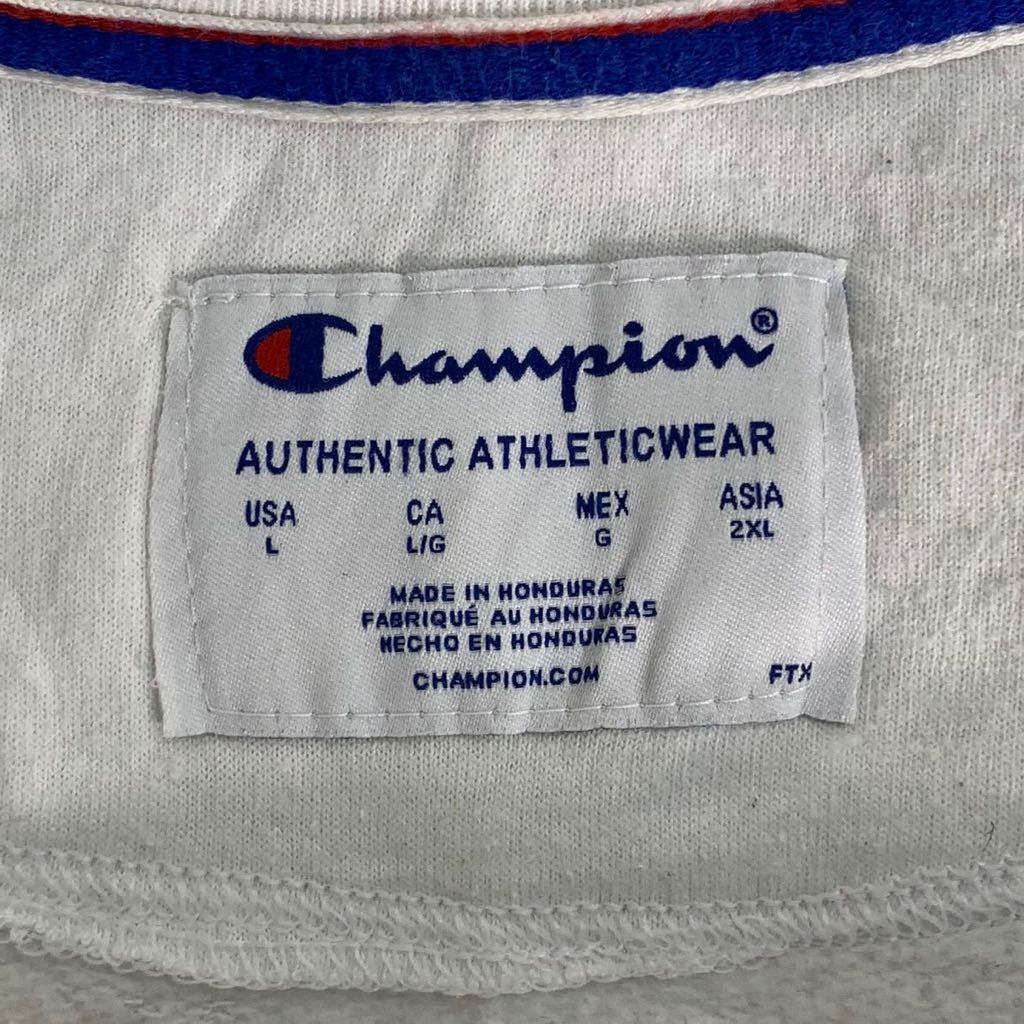 Champion®
AUTHENTIC ATHLETICWEAR
USA CA MEX ASIA
L L/G G 2XL
MADE IN HONDURAS
FABRIQUÉ AU HONDURAS
HECHO EN HONDURAS
CHAMPION.COM FTX